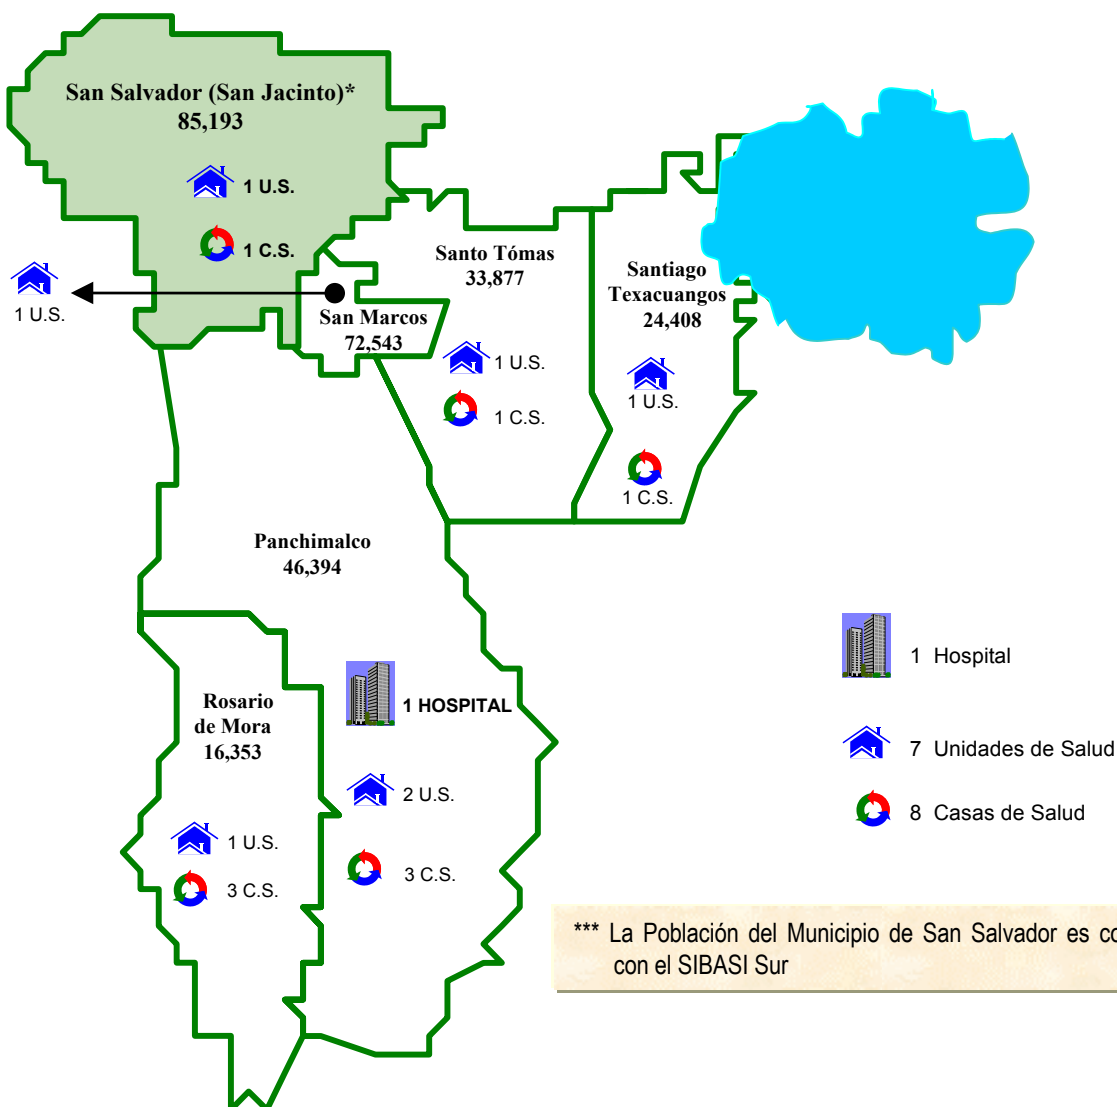 San Salvador (San Jacinto)*
85,193
1 U.S.
1 C.S.
1 U.S.
San Marcos
72,543
Santo Tómas
33,877
1 U.S.
1 C.S.
Santiago
Texacuangos
24,408
1 U.S.
1 C.S.
Panchimalco
46,394
1 HOSPITAL
2 U.S.
3 C.S.
Rosario
de Mora
16,353
1 U.S.
3 C.S.
1 Hospital
7 Unidades de Salud
8 Casas de Salud
*** La Población del Municipio de San Salvador es
con el SIBASI Sur